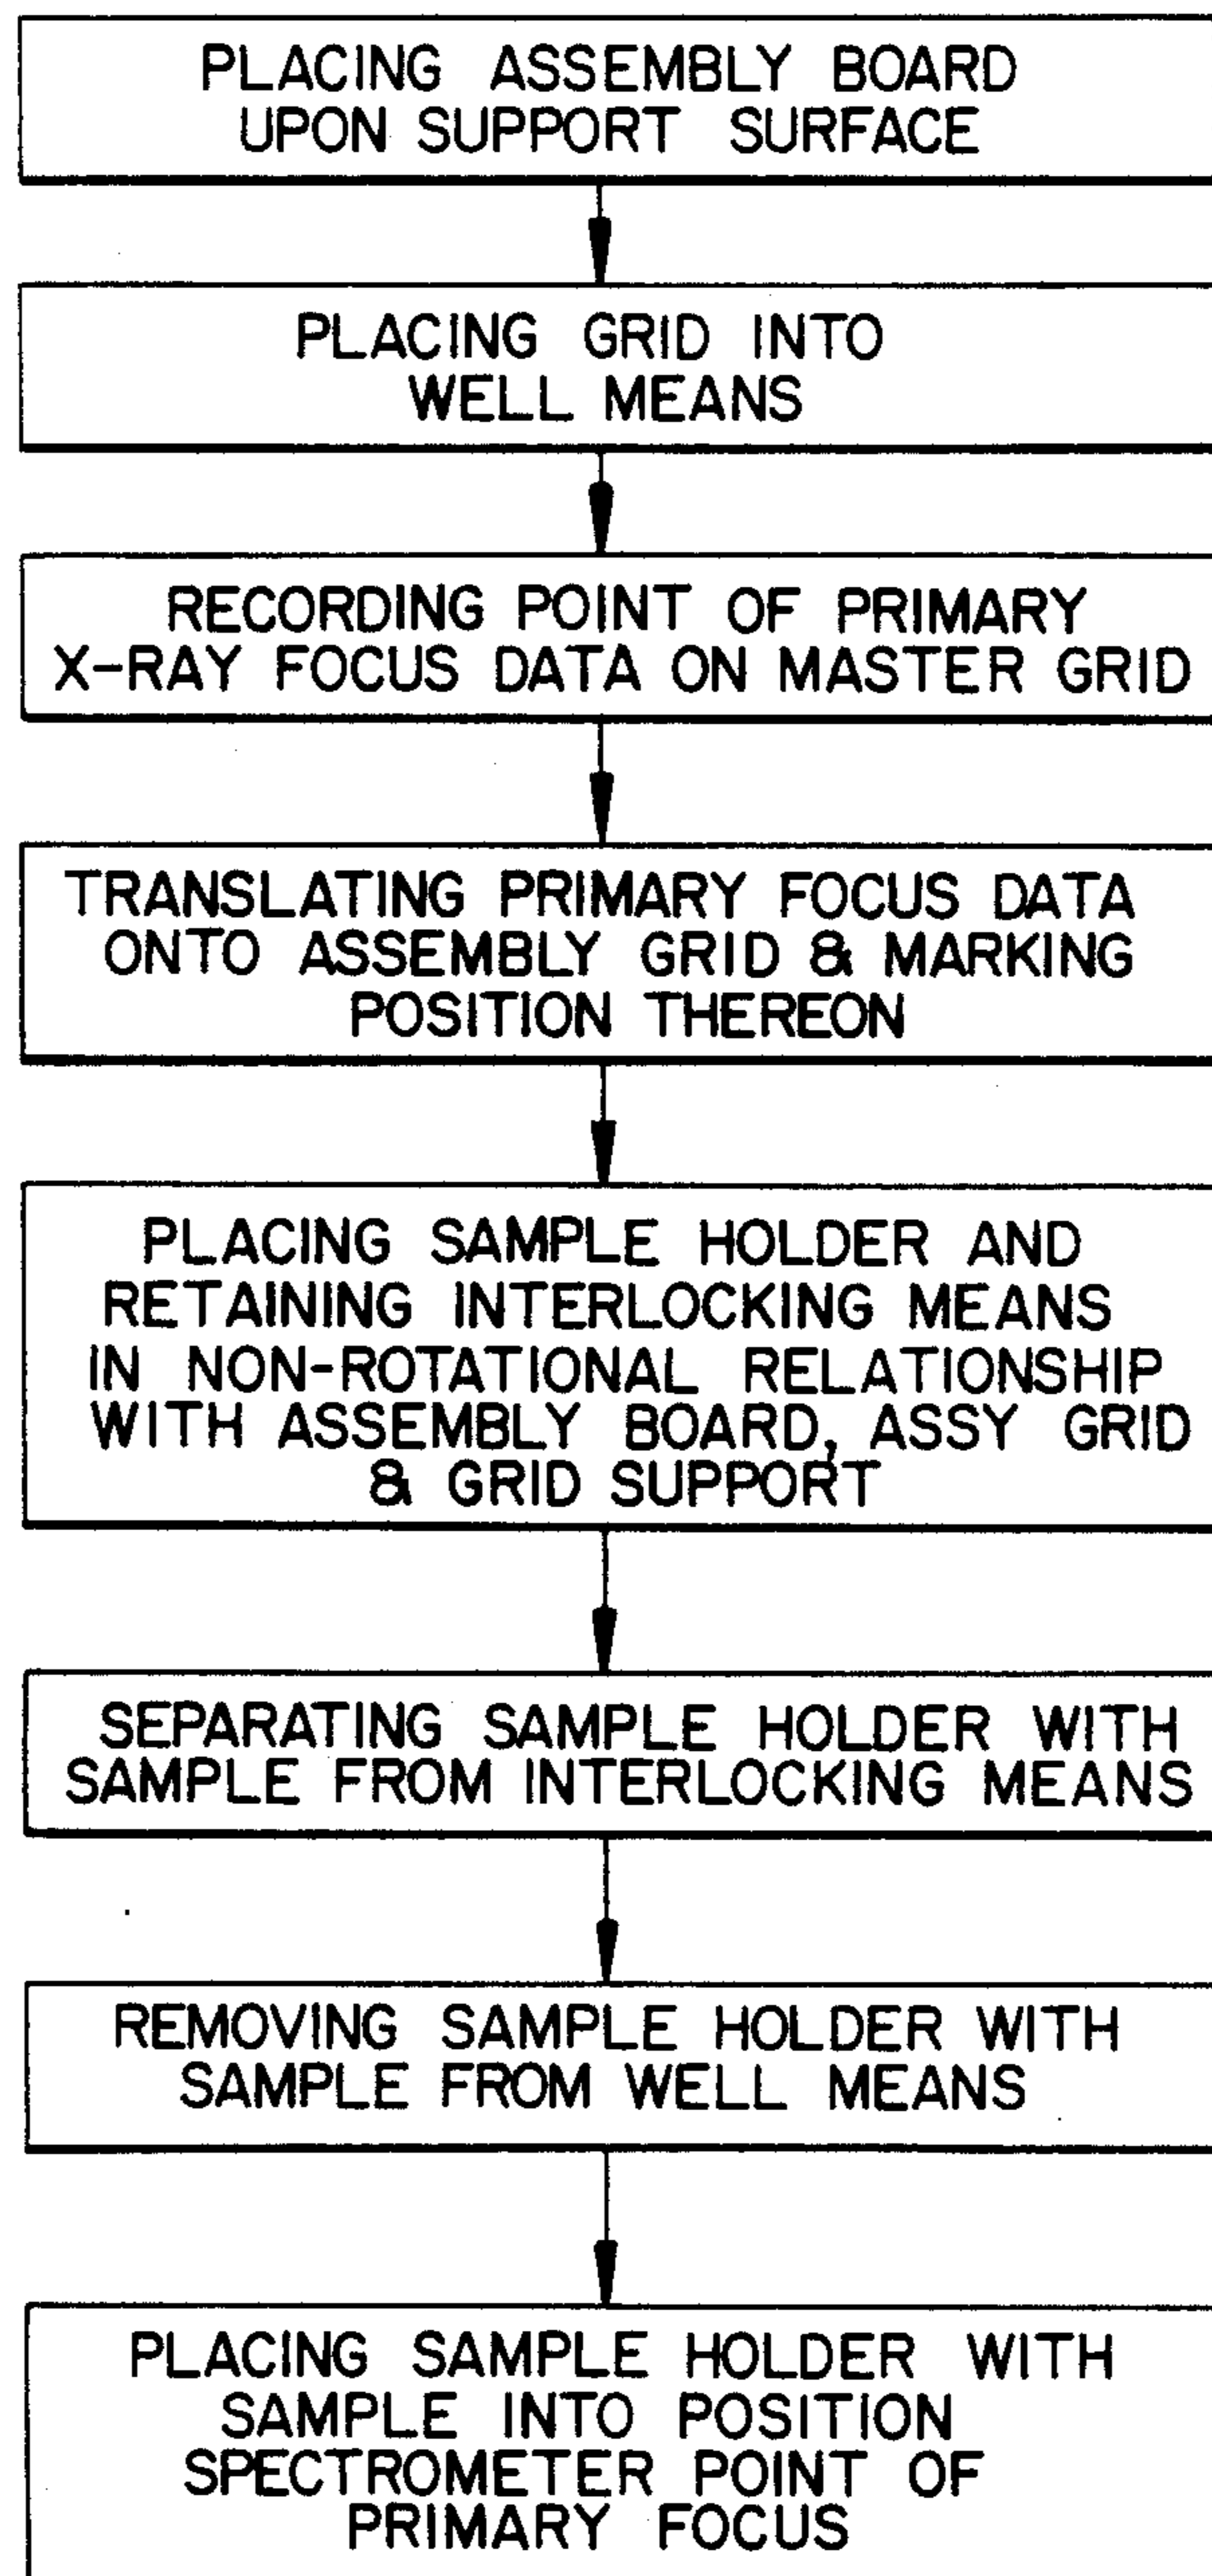 PLACING ASSEMBLY BOARD
UPON SUPPORT SURFACE
PLACING GRID INTO
WELL MEANS
RECORDING POINT OF PRIMARY
X-RAY FOCUS DATA ON MASTER GRID
TRANSLATING PRIMARY FOCUS DATA
ONTO ASSEMBLY GRID & MARKING
POSITION THEREON
PLACING SAMPLE HOLDER AND
RETAINING INTERLOCKING MEANS
IN NON-ROTATIONAL RELATIONSHIP
WITH ASSEMBLY BOARD, ASSY GRID
& GRID SUPPORT
SEPARATING SAMPLE HOLDER WITH
SAMPLE FROM INTERLOCKING MEANS
REMOVING SAMPLE HOLDER WITH
SAMPLE FROM WELL MEANS
PLACING SAMPLE HOLDER WITH
SAMPLE INTO POSITION
SPECTROMETER POINT OF
PRIMARY FOCUS